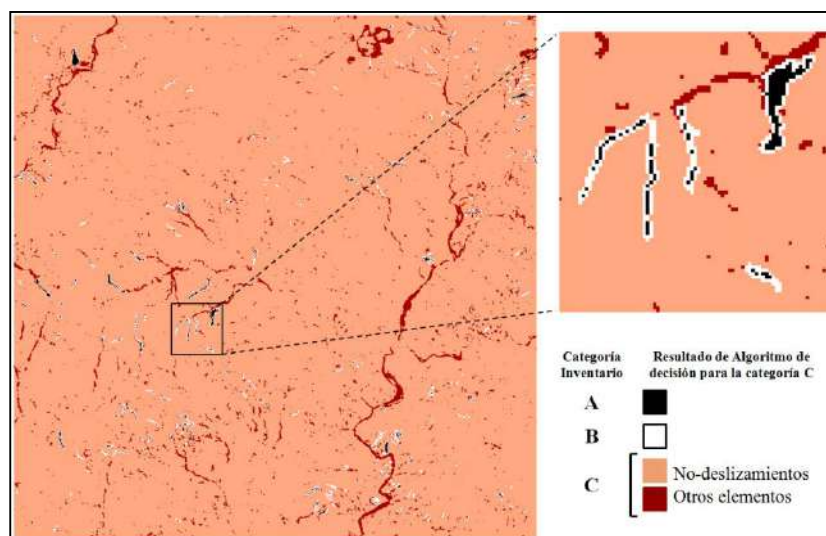 Categoría
Inventario
Resultado de Algoritmo de
decisión para la categoría C
A
B
C
No-deslizamientos
Otros elementos